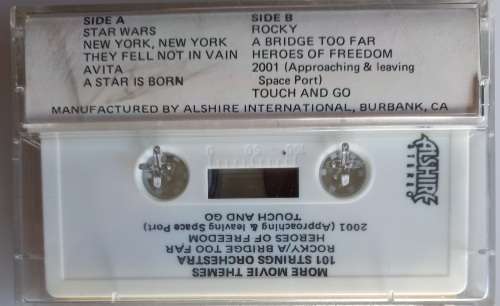 SIDE A
STAR WARS
NEW YORK, NEW YORK
THEY FELL NOT IN VAIN
AVITA
A STAR IS BORN
SIDE B
ROCKY
A BRIDGE TOO FAR
HEROES OF FREEDOM
2001 (Approaching & leaving
Space Port)
TOUCH AND GO
MANUFACTURED BY ALSHIRE INTERNATIONAL, BURBANK, CA
100 50 0
ALSHIRE
STEREO
MORE MOVIE THEMES
101 STRINGS ORCHESTRA
ROCKY/A BRIDGE TOO FAR
HEROES OF FREEDOM
2001 (Approaching & leaving Space Port)
TOUCH AND GO